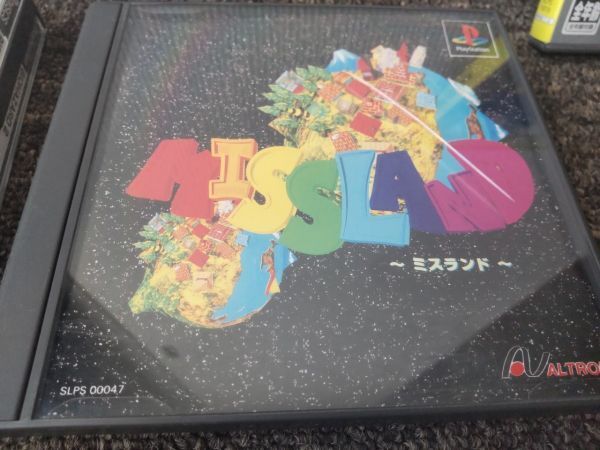 PlayStation
MISSLAND
～ ミスランド ～
SLPS 00047
ALTRO